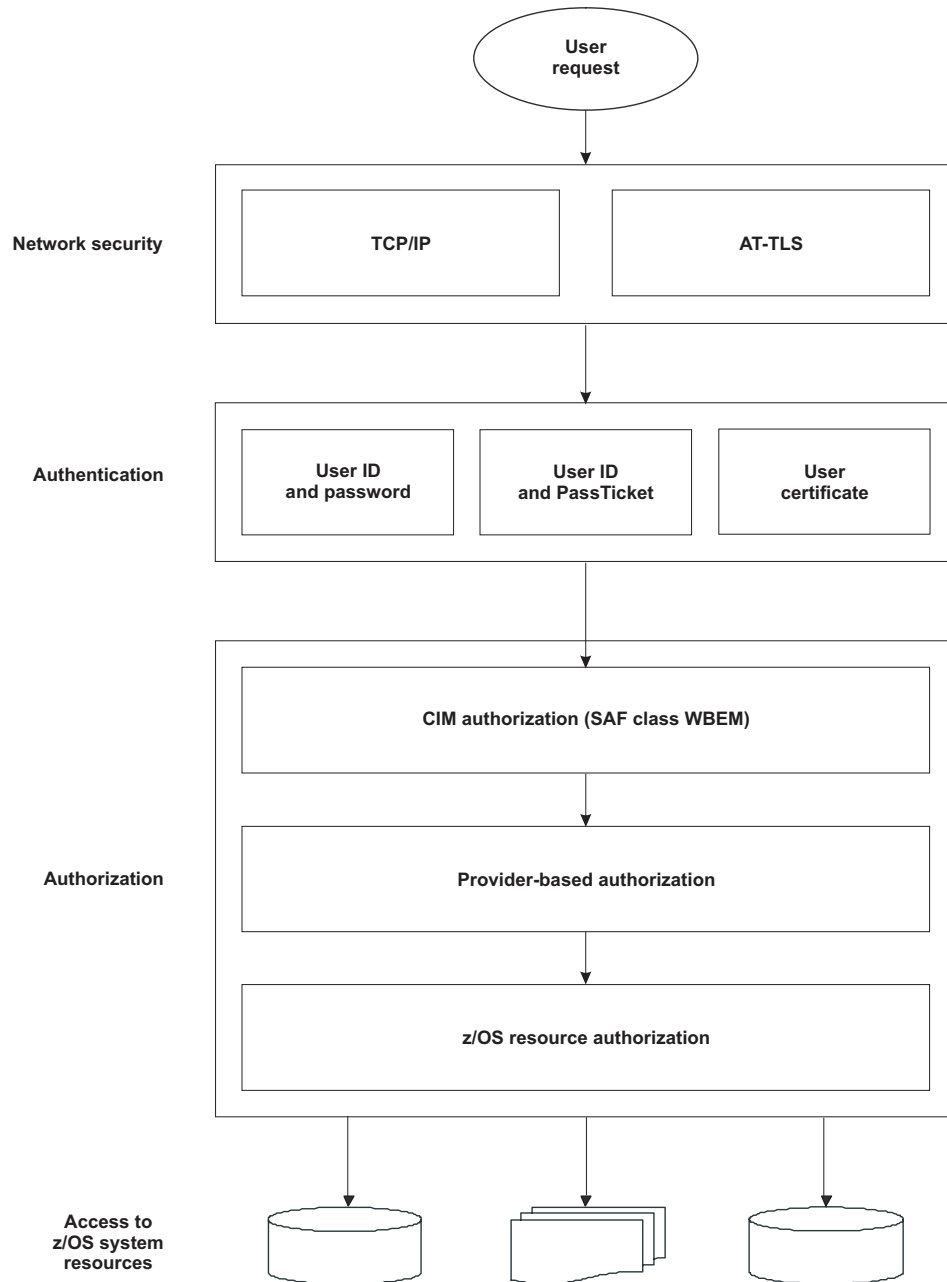 User
request
Network security
TCP/IP
AT-TLS
Authentication
User ID
and password
User ID
and PassTicket
User
certificate
CIM authorization (SAF class WBEM)
Authorization
Provider-based authorization
z/OS resource authorization
Access to
z/OS system
resources